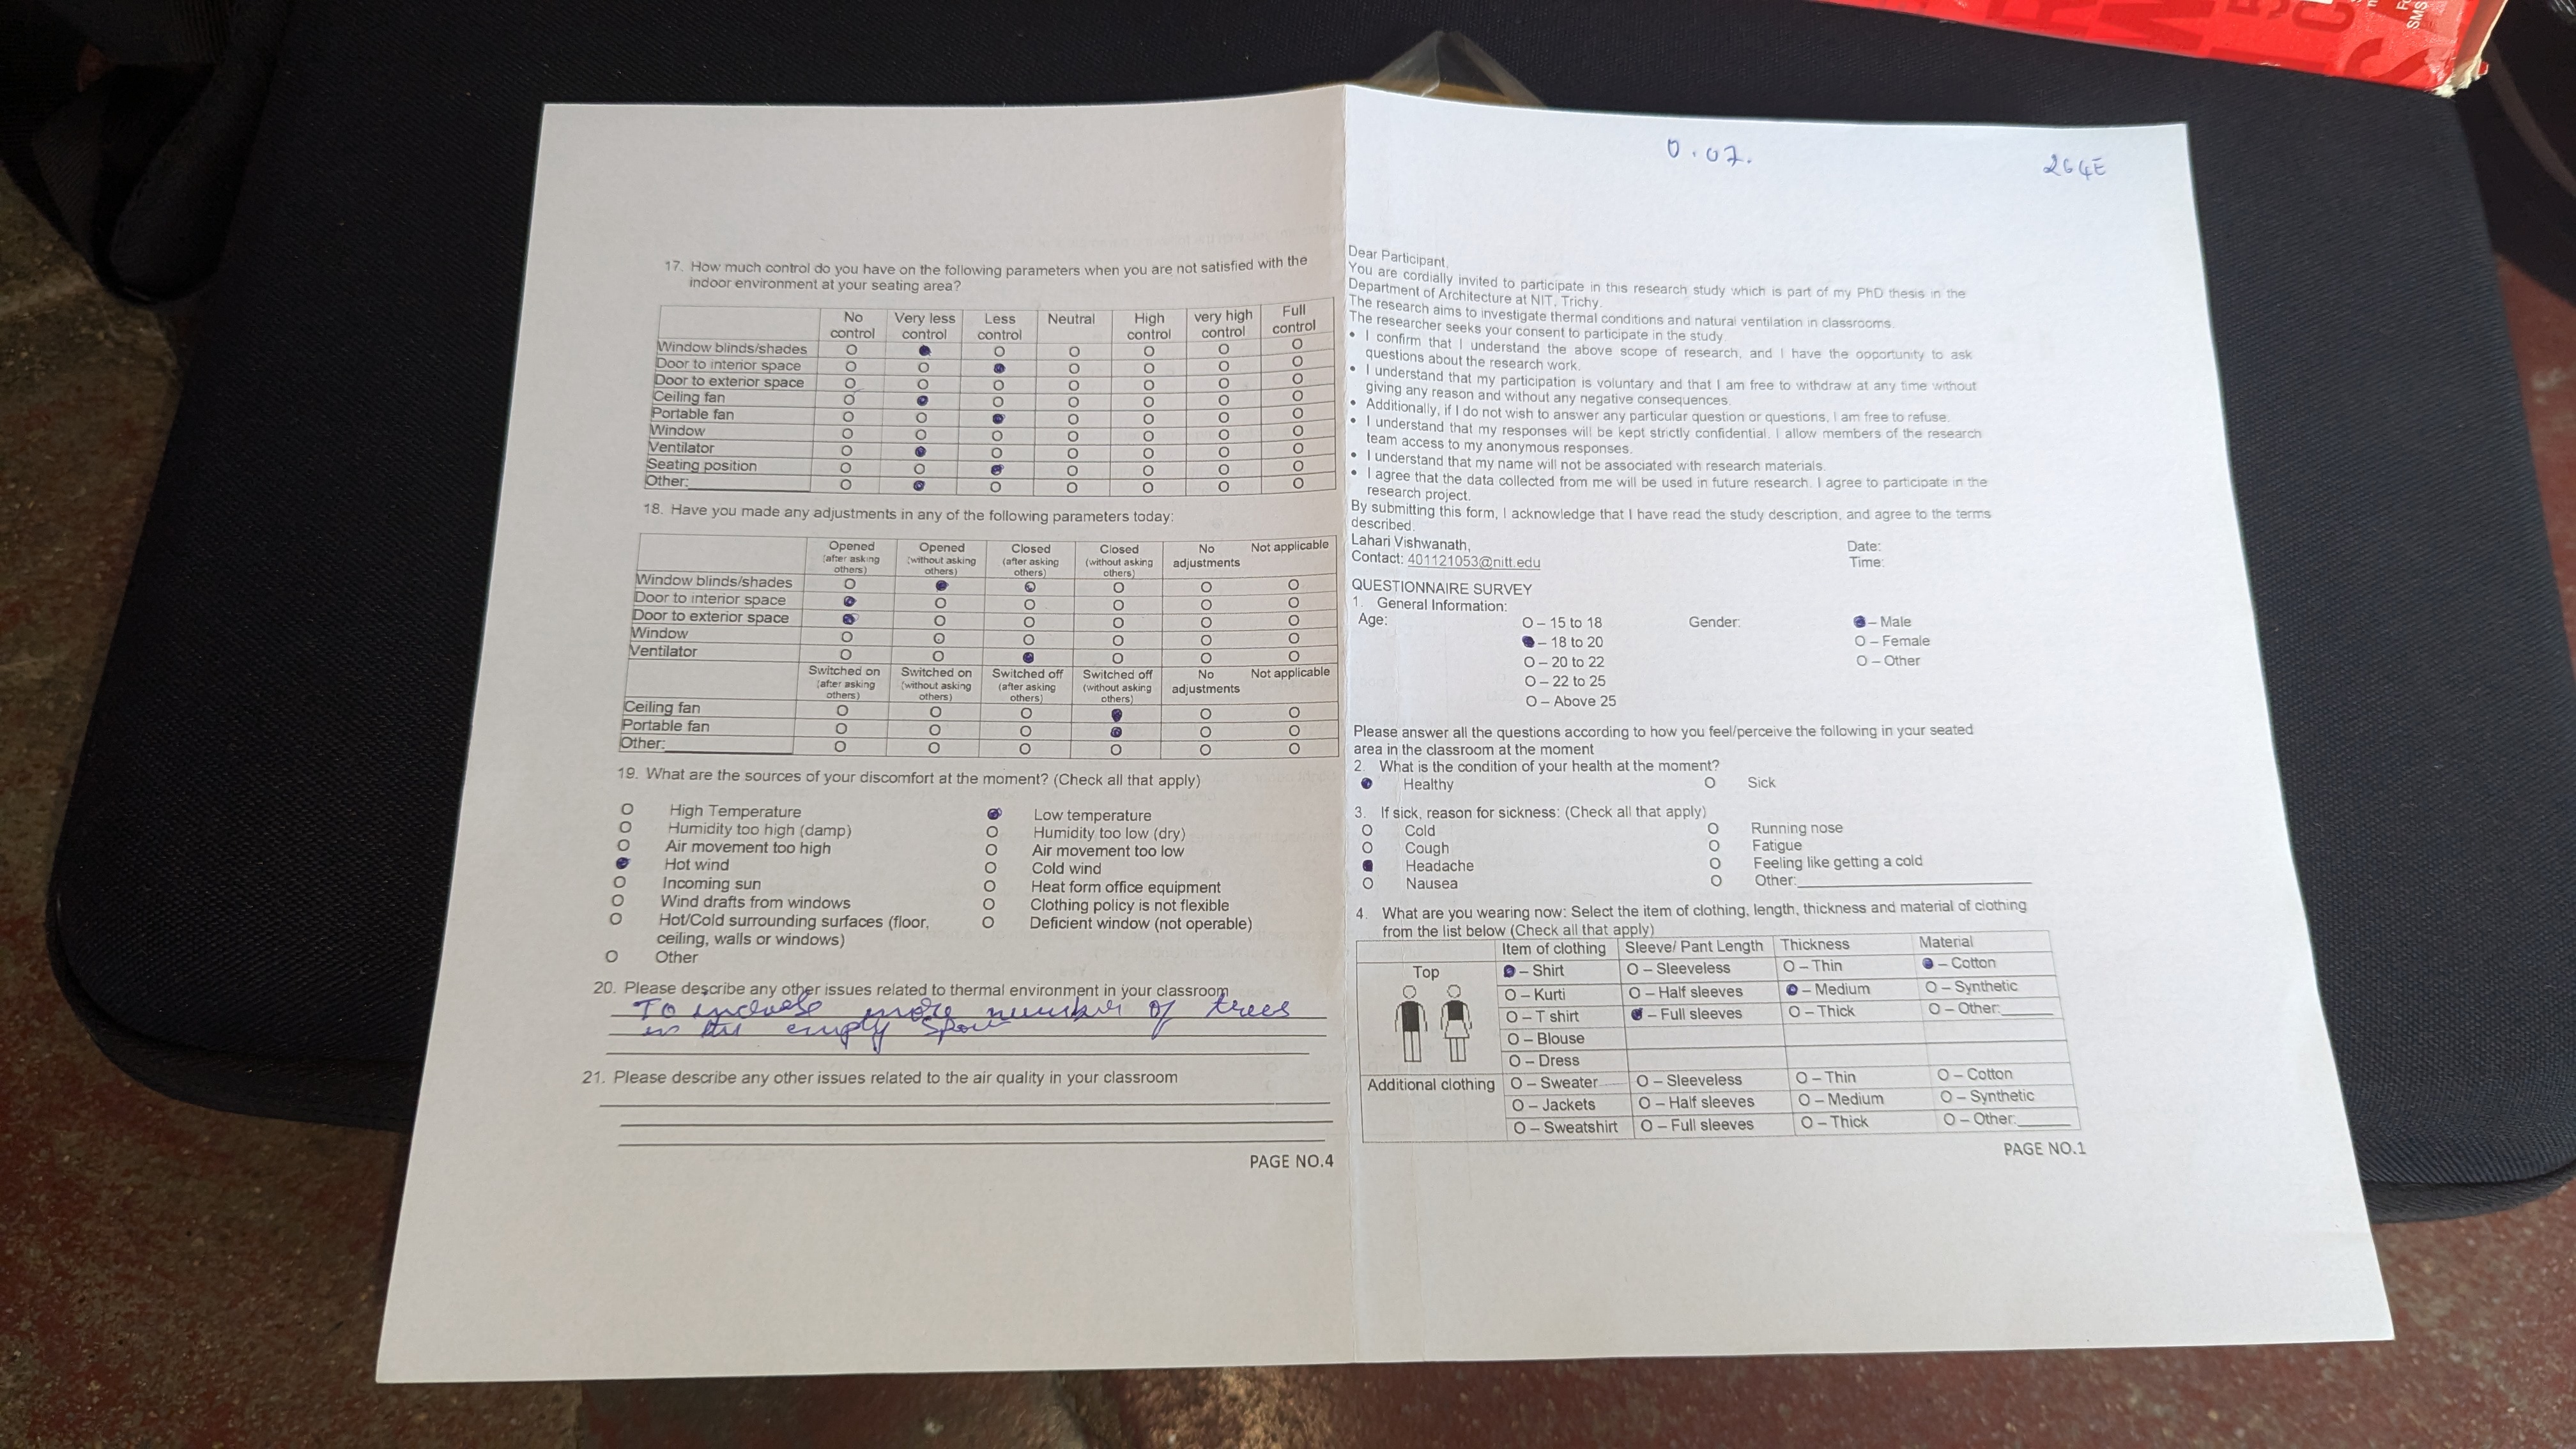 17. How much control do you have on the following parameters when you are not satisfied with the
indoor environment at your seating area?
No control Very less control Less control Neutral High control very high control Full control
Window blinds/shades O ● O O O O O
Door to interior space O O ● O O O O
Door to exterior space O O O O O O O
Ceiling fan O ● O O O O O
Portable fan O O ● O O O O
Window O O O O O O O
Ventilator O ● O O O O O
Seating position O O ● O O O O
Other:__________ O ● O O O O O
18. Have you made any adjustments in any of the following parameters today:
Opened (after asking others) Opened (without asking others) Closed (after asking others) Closed (without asking others) No adjustments Not applicable
Window blinds/shades O ● O O O O
Door to interior space ● O O O O O
Door to exterior space ● O O O O O
Window O O O O O O
Ventilator O O ● O O O
Switched on (after asking others) Switched on (without asking others) Switched off (after asking others) Switched off (without asking others) No adjustments Not applicable
Ceiling fan O O O ● O O
Portable fan O O O ● O O
Other:__________ O O O O O O
19. What are the sources of your discomfort at the moment? (Check all that apply)
O High Temperature ● Low temperature
O Humidity too high (damp) O Humidity too low (dry)
O Air movement too high O Air movement too low
● Hot wind O Cold wind
O Incoming sun O Heat form office equipment
O Wind drafts from windows O Clothing policy is not flexible
O Hot/Cold surrounding surfaces (floor, O Deficient window (not operable)
ceiling, walls or windows)
O Other
20. Please describe any other issues related to thermal environment in your classroom
To increase more number of trees
in the empty
21. Please describe any other issues related to the air quality in your classroom
PAGE NO.4
0.07.
264E
Dear Participant,
You are cordially invited to participate in this research study which is part of my PhD thesis in the
Department of Architecture at NIT, Trichy.
The research aims to investigate thermal conditions and natural ventilation in classrooms.
The researcher seeks your consent to participate in the study.
• I confirm that I understand the above scope of research, and I have the opportunity to ask
questions about the research work.
• I understand that my participation is voluntary and that I am free to withdraw at any time without
giving any reason and without any negative consequences.
• Additionally, if I do not wish to answer any particular question or questions, I am free to refuse.
• I understand that my responses will be kept strictly confidential. I allow members of the research
team access to my anonymous responses.
• I understand that my name will not be associated with research materials.
• I agree that the data collected from me will be used in future research. I agree to participate in the
research project.
By submitting this form, I acknowledge that I have read the study description, and agree to the terms
described.
Lahari Vishwanath, Date:
Contact: 401121053@nitt.edu Time:
QUESTIONNAIRE SURVEY
1. General Information:
Age: O – 15 to 18 Gender: ● – Male
● – 18 to 20 O – Female
O – 20 to 22 O – Other
O – 22 to 25
O – Above 25
Please answer all the questions according to how you feel/perceive the following in your seated
area in the classroom at the moment
2. What is the condition of your health at the moment?
● Healthy O Sick
3. If sick, reason for sickness: (Check all that apply)
O Cold O Running nose
O Cough O Fatigue
● Headache O Feeling like getting a cold
O Nausea O Other:__________
4. What are you wearing now: Select the item of clothing, length, thickness and material of clothing
from the list below (Check all that apply)
Item of clothing Sleeve/ Pant Length Thickness Material
Top ● – Shirt O – Sleeveless O – Thin ● – Cotton
O – Kurti O – Half sleeves ● – Medium O – Synthetic
O – T shirt ● – Full sleeves O – Thick O – Other:______
O – Blouse
O – Dress
Additional clothing O – Sweater O – Sleeveless O – Thin O – Cotton
O – Jackets O – Half sleeves O – Medium O – Synthetic
O – Sweatshirt O – Full sleeves O – Thick O – Other:______
PAGE NO.1
SMS